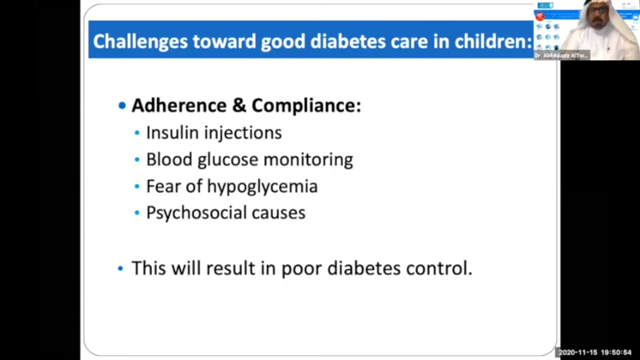 Challenges toward good diabetes care in children:
• Adherence & Compliance:
• Insulin injections
• Blood glucose monitoring
• Fear of hypoglycemia
• Psychosocial causes
• This will result in poor diabetes control.
2020-11-15 19:50:54